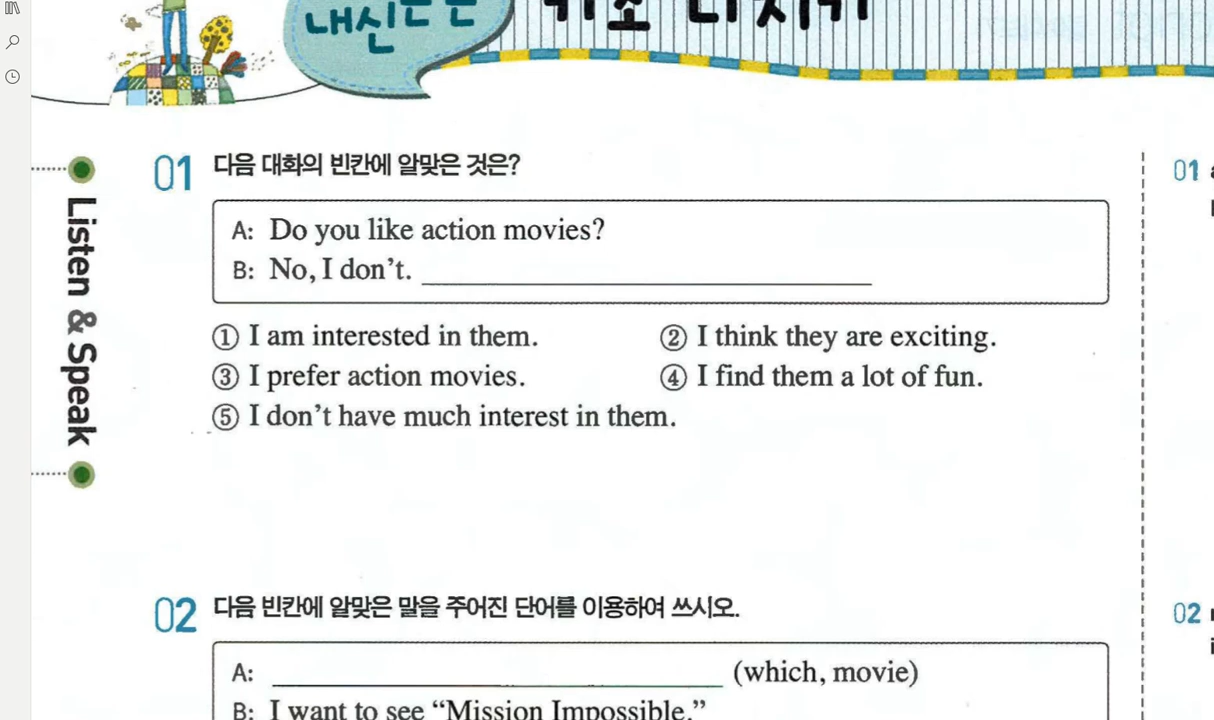 내신
01 다음 대화의 빈칸에 알맞은 것은?
A: Do you like action movies?
B: No, I don't. ____________
① I am interested in them.
② I think they are exciting.
③ I prefer action movies.
④ I find them a lot of fun.
⑤ I don't have much interest in them.
Listen & Speak
02 다음 빈칸에 알맞은 말을 주어진 단어를 이용하여 쓰시오.
A: ____________ (which, movie)
B: I want to see “Mission Impossible.”
01
02